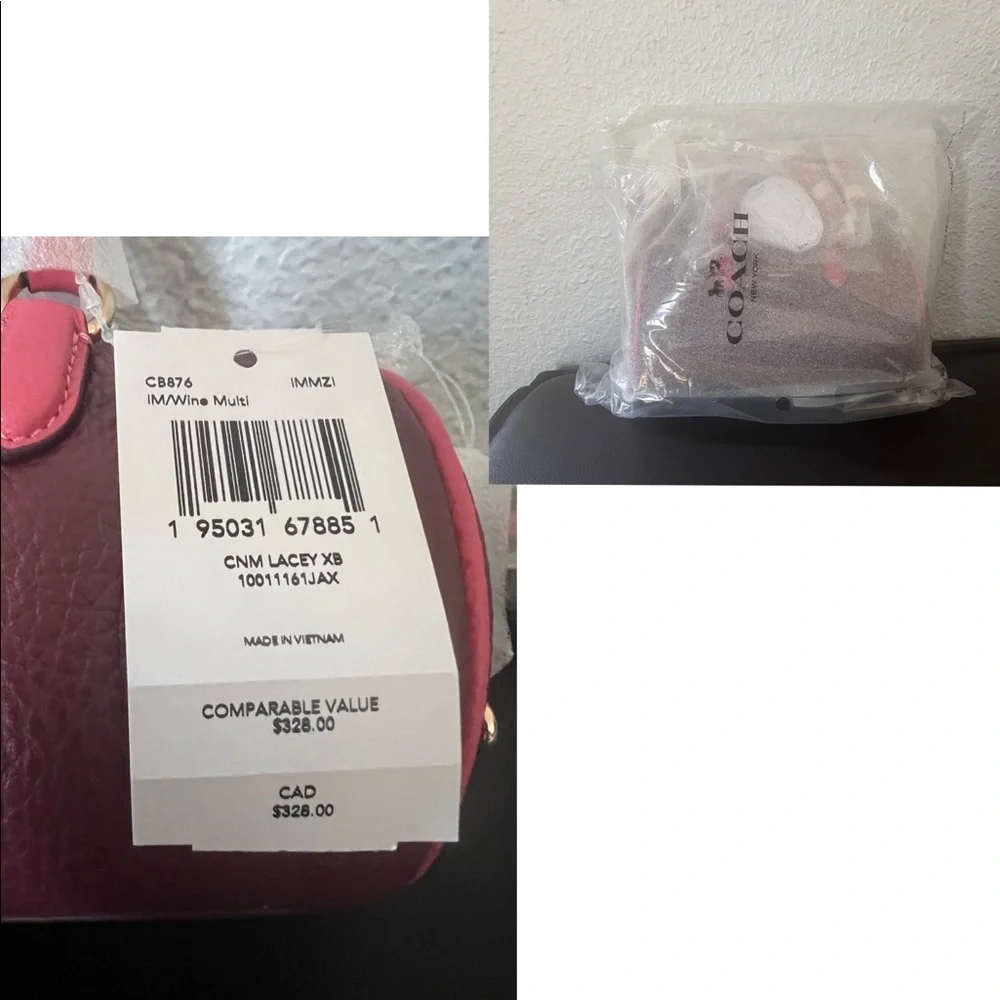 COACH
NEW YORK
CB876 IMMZI
IM/Wine Multi
1 95031 67885 1
CNM LACEY XB
10011161JAX
MADE IN VIETNAM
COMPARABLE VALUE
$328.00
CAD
$328.00